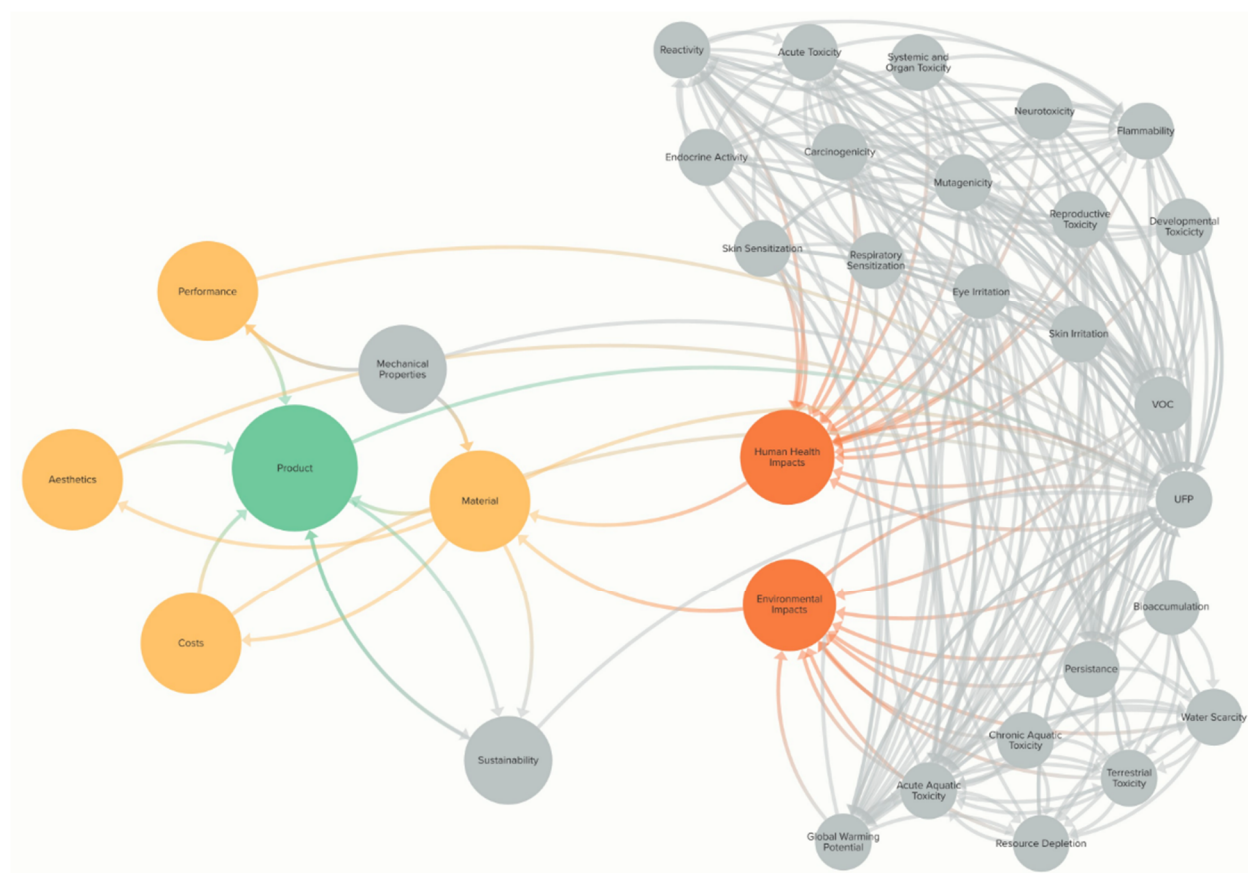 Reactivity
Acute Toxicity
Systemic and
Organ Toxicity
Neurotoxicity
Flammability
Endocrine Activity
Carcinogenicity
Mutagenicity
Reproductive
Toxicity
Developmental
Toxicicty
Skin Sensitization
Respiratory
Sensitization
Eye Irritation
Skin Irritation
Performance
Mechanical
Properties
VOC
Aesthetics
Product
Material
Human Health
Impacts
UFP
Costs
Environmental
Impacts
Bioaccumulation
Persistance
Water Scarcity
Sustainability
Chronic Aquatic
Toxicity
Terrestrial
Toxicity
Acute Aquatic
Toxicity
Global Warming
Potential
Resource Depletion